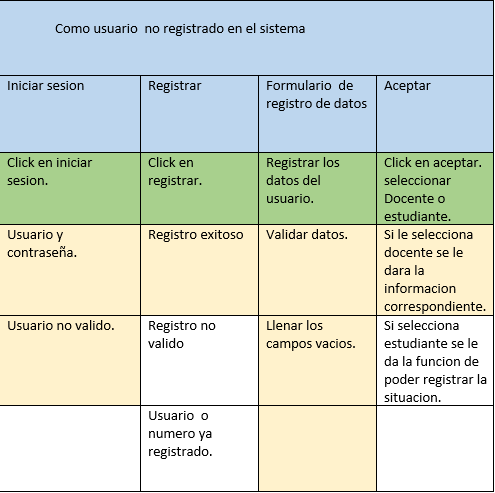 Como usuario  no registrado en el sistema
Iniciar sesion
Registrar
Formulario  de
registro de datos
Aceptar
Click en iniciar
sesion.
Click en
registrar.
Registrar los
datos del
usuario.
Click en aceptar.
seleccionar
Docente o
estudiante.
Usuario y
contraseña.
Registro exitoso
Validar datos.
Si le selecciona
docente se le
dara la
informacion
correspondiente.
Usuario no valido.
Registro no
valido
Llenar los
campos vacios.
Si selecciona
estudiante se le
da la funcion de
poder registrar la
situacion.
Usuario  o
numero ya
registrado.